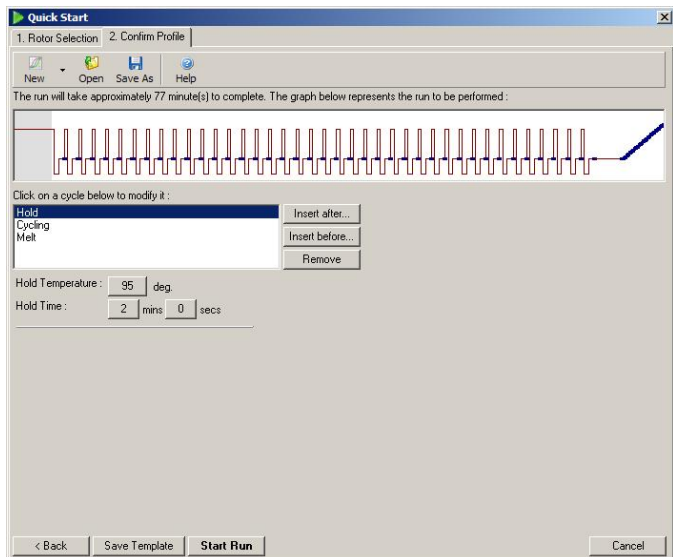 Quick Start
1. Rotor Selection 2. Confirm Profile
New Open Save As Help
The run will take approximately 77 minute(s) to complete. The graph below represents the run to be performed :
Click on a cycle below to modify it :
Hold
Cycling
Melt
Insert after...
Insert before...
Remove
Hold Temperature : 95 deg.
Hold Time : 2 mins 0 secs
< Back Save Template Start Run Cancel